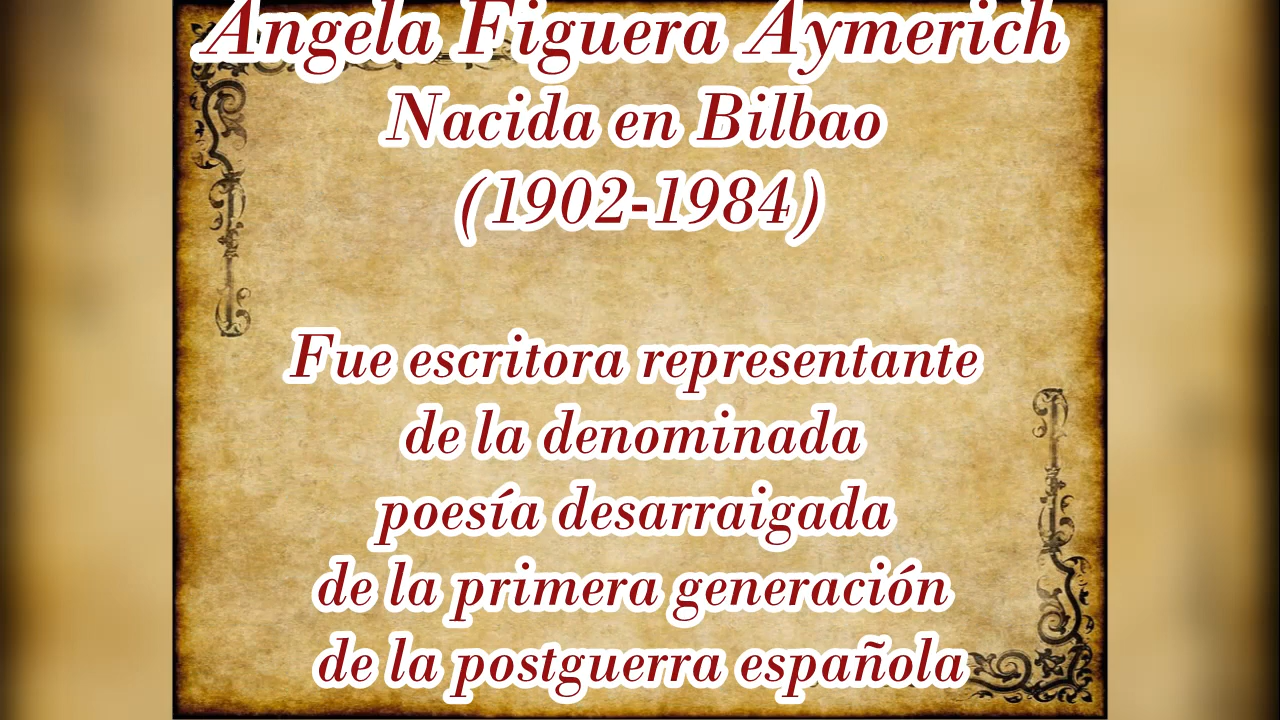 Ángela Figuera Aymerich
Nacida en Bilbao
(1902-1984)
Fue escritora representante
de la denominada
poesía desarraigada
de la primera generación
de la postguerra española